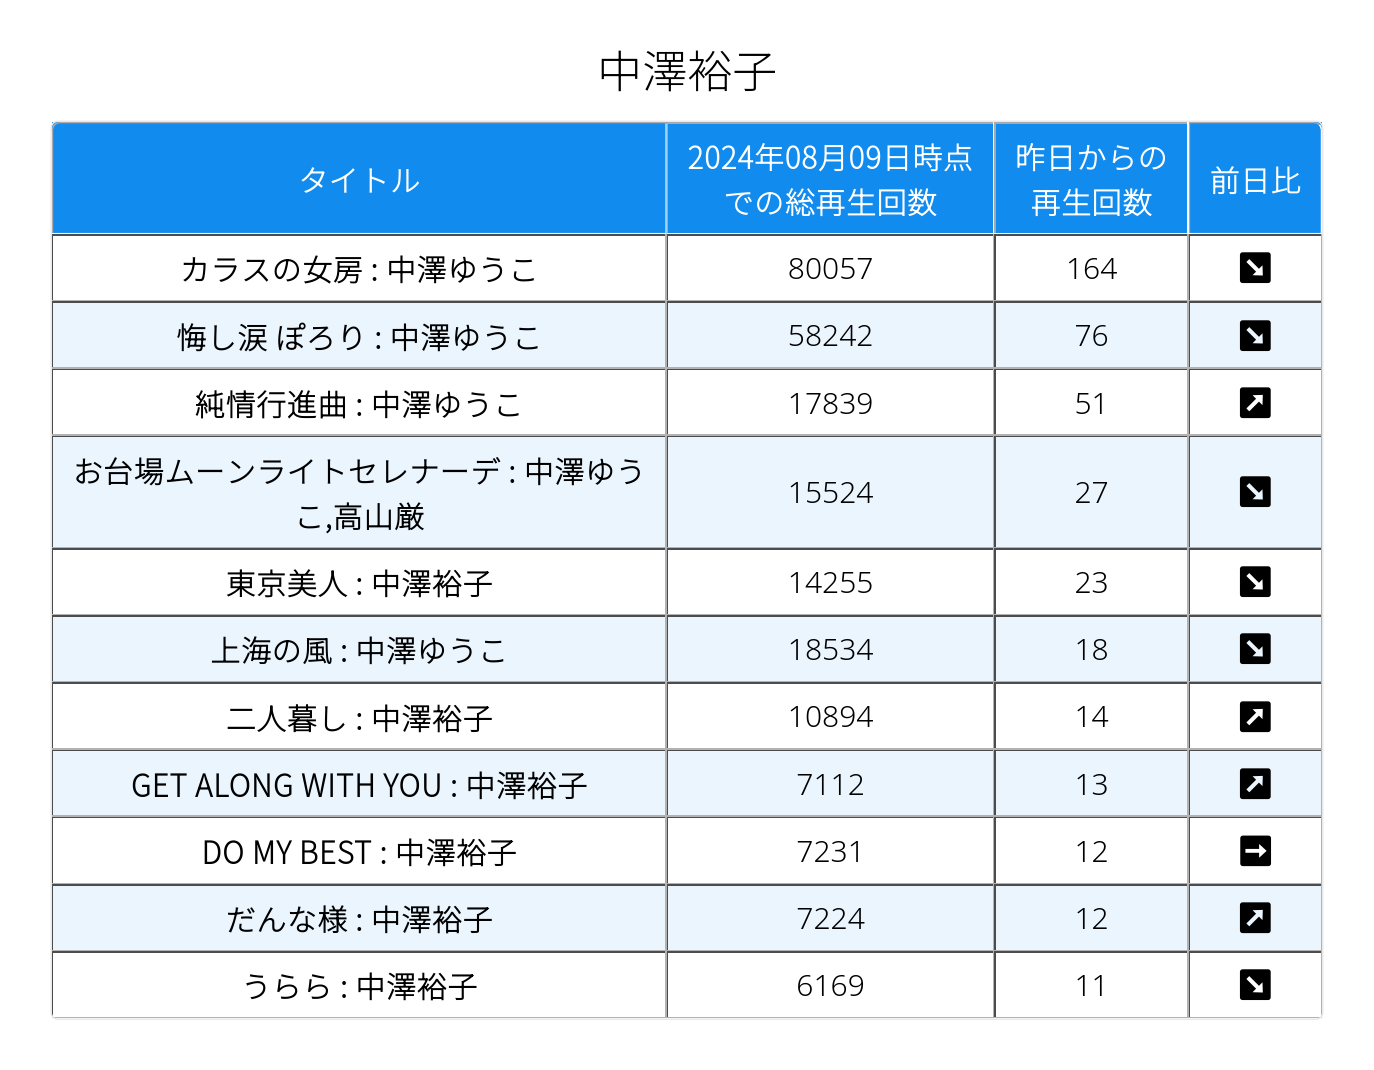 中澤裕子
タイトル
2024年08月09日時点
での総再生回数
昨日からの
再生回数
前日比
カラスの女房 : 中澤ゆうこ 80057 164 ↘
悔し涙 ぽろり : 中澤ゆうこ 58242 76 ↘
純情行進曲 : 中澤ゆうこ 17839 51 ↗
お台場ムーンライトセレナーデ : 中澤ゆう
こ,高山厳 15524 27 ↘
東京美人 : 中澤裕子 14255 23 ↘
上海の風 : 中澤ゆうこ 18534 18 ↘
二人暮し : 中澤裕子 10894 14 ↗
GET ALONG WITH YOU : 中澤裕子 7112 13 ↗
DO MY BEST : 中澤裕子 7231 12 →
だんな様 : 中澤裕子 7224 12 ↗
うらら : 中澤裕子 6169 11 ↘